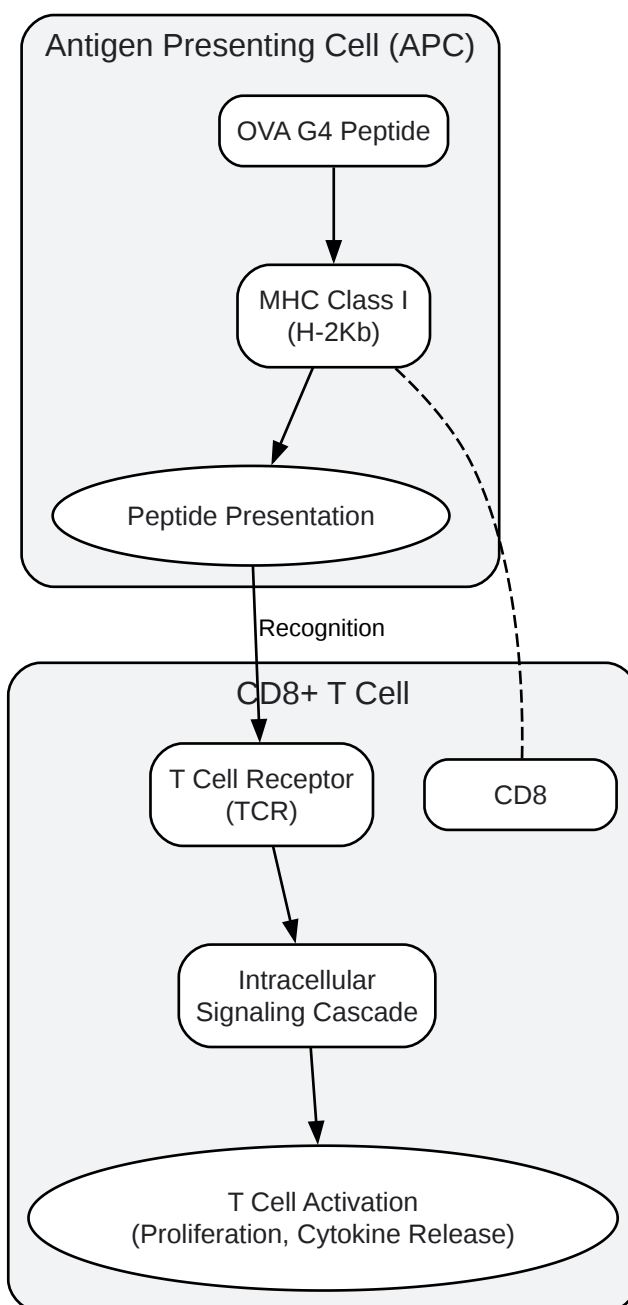 Antigen Presenting Cell (APC)
OVA G4 Peptide
MHC Class I
(H-2Kb)
Peptide Presentation
Recognition
CD8+ T Cell
T Cell Receptor
(TCR)
CD8
Intracellular
Signaling Cascade
T Cell Activation
(Proliferation, Cytokine Release)